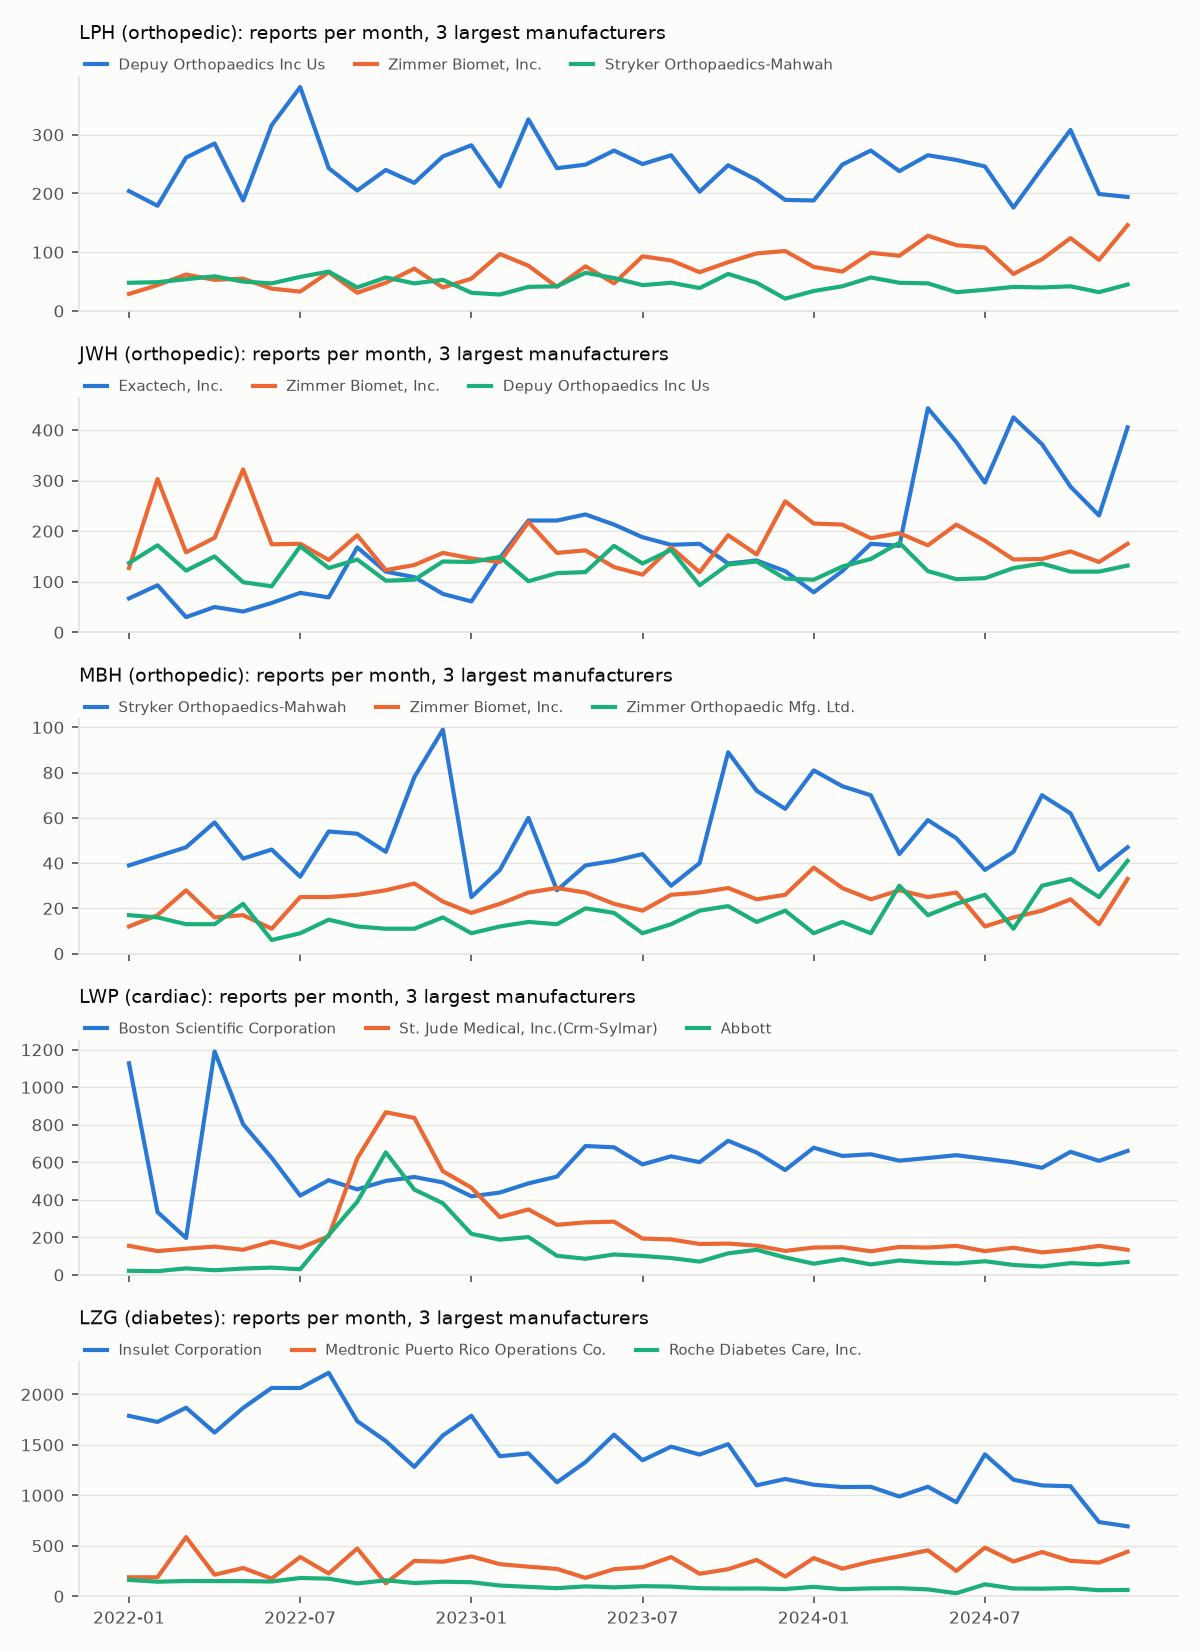 LPH (orthopedic): reports per month, 3 largest manufacturers
Depuy Orthopaedics Inc Us Zimmer Biomet, Inc. Stryker Orthopaedics-Mahwah
300
200
100
0
JWH (orthopedic): reports per month, 3 largest manufacturers
Exactech, Inc. Zimmer Biomet, Inc. Depuy Orthopaedics Inc Us
400
300
200
100
0
MBH (orthopedic): reports per month, 3 largest manufacturers
Stryker Orthopaedics-Mahwah Zimmer Biomet, Inc. Zimmer Orthopaedic Mfg. Ltd.
100
80
60
40
20
0
LWP (cardiac): reports per month, 3 largest manufacturers
Boston Scientific Corporation St. Jude Medical, Inc.(Crm-Sylmar) Abbott
1200
1000
800
600
400
200
0
LZG (diabetes): reports per month, 3 largest manufacturers
Insulet Corporation Medtronic Puerto Rico Operations Co. Roche Diabetes Care, Inc.
2000
1500
1000
500
0
2022-01 2022-07 2023-01 2023-07 2024-01 2024-07